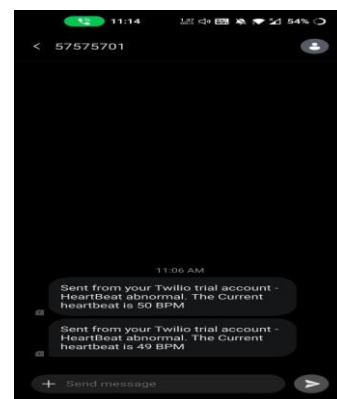 11:14
54%
57575701
11:06 AM
Sent from your Twilio trial account -
HeartBeat abnormal. The Current
heartbeat is 50 BPM
Sent from your Twilio trial account -
HeartBeat abnormal. The Current
heartbeat is 49 BPM
Send message